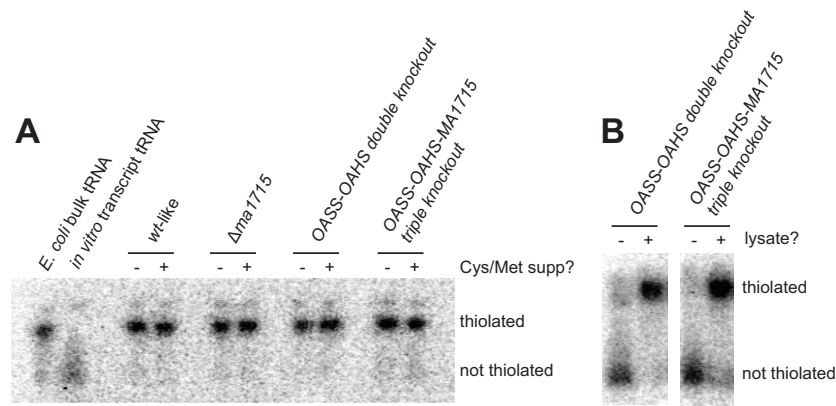 A
E. coli bulk tRNA
in vitro transcript tRNA
wt-like
Δma1715
OASS-OAHS double knockout
OASS-OAHS-MA1715
triple knockout
- + - + - + - + Cys/Met supp?
thiolated
not thiolated
B
OASS-OAHS double knockout
OASS-OAHS-MA1715
triple knockout
- + - + lysate?
thiolated
not thiolated